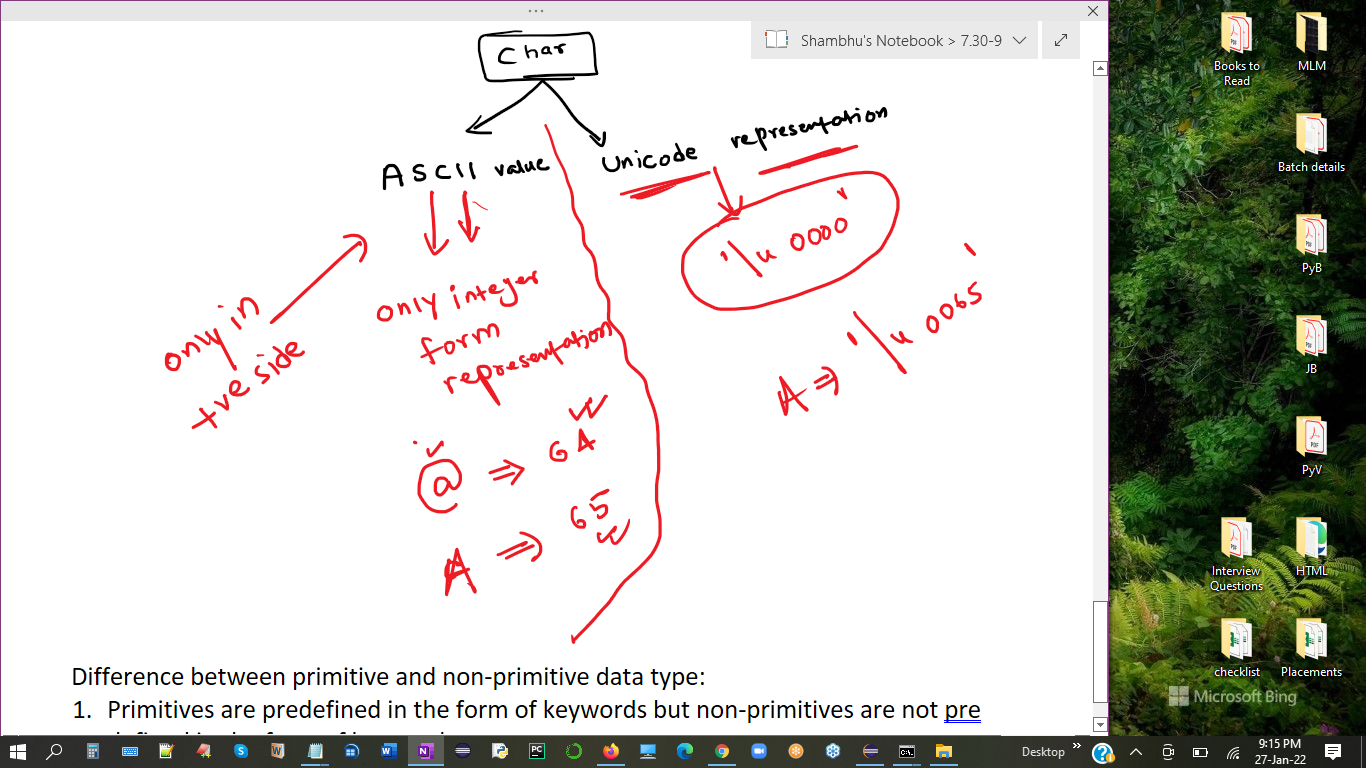 ...
Shambhu's Notebook > 7.30-9
Char
ASCII value
Unicode representation
'/u 0000'
only in
+ve side
only integer
form
representation
A ⇒ '/u 0065'
@ ⇒ 64
A ⇒ 65
Difference between primitive and non-primitive data type:
1. Primitives are predefined in the form of keywords but non-primitives are not pre
Books to
Read
MLM
Batch details
PyB
JB
PyV
Interview
Questions
HTML
checklist
Placements
Microsoft Bing
Desktop
9:15 PM
27-Jan-22